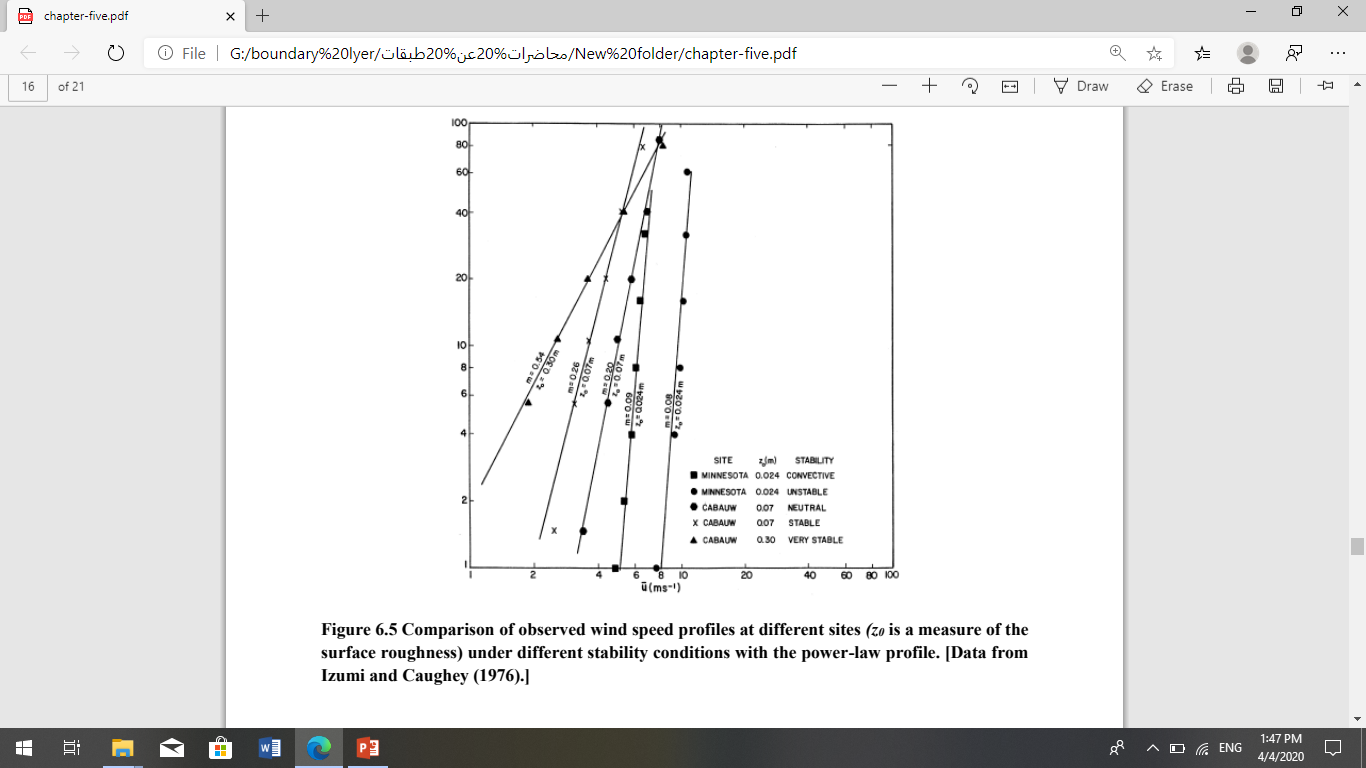 chapter-five.pdf
File
G:/boundary%20lyer/محاضرات%20عن%20طبقات/New%20folder/chapter-five.pdf
16 of 21
Draw
Erase
100
80
60
40
20
10
8
6
4
2
1
m = 0.54
z₀ = 0.30m
m = 0.26
z₀ = 0.07m
m = 0.20
z₀ = 0.07m
m = 0.09
z₀ = 0.024m
m = 0.08
z₀ = 0.024m
SITE z₀(m) STABILITY
MINNESOTA 0.024 CONVECTIVE
MINNESOTA 0.024 UNSTABLE
CABAUW 0.07 NEUTRAL
X CABAUW 0.07 STABLE
CABAUW 0.30 VERY STABLE
1 2 4 6 8 10 20 40 60 80 100
ū (ms⁻¹)
Figure 6.5 Comparison of observed wind speed profiles at different sites (z₀ is a measure of the
surface roughness) under different stability conditions with the power-law profile. [Data from
Izumi and Caughey (1976).]
ENG
1:47 PM
4/4/2020